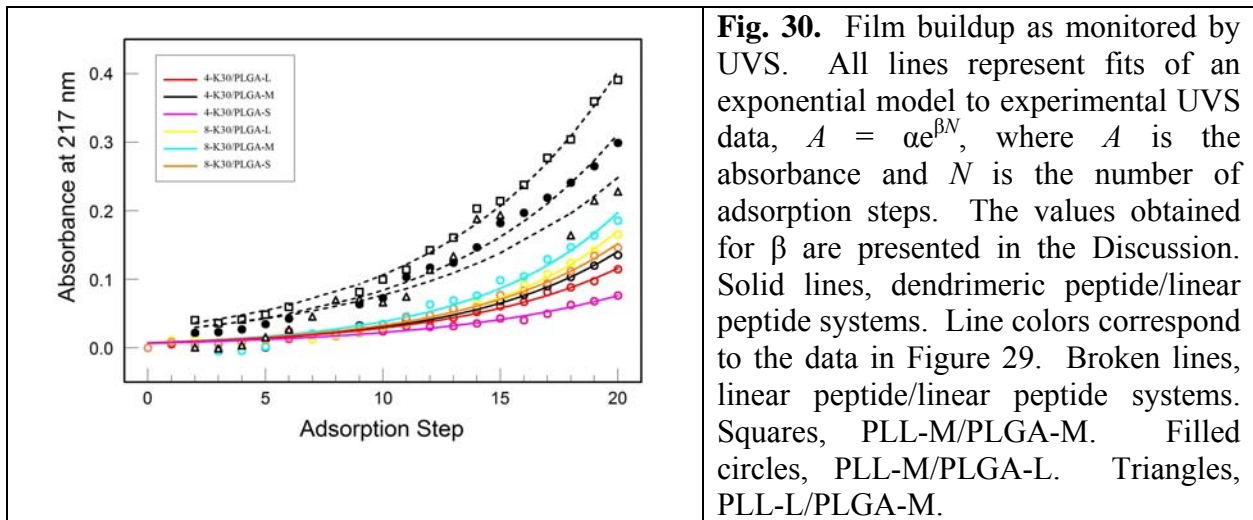 0.4
0.3
0.2
0.1
0.0
Absorbance at 217 nm
4-K30/PLGA-L
4-K30/PLGA-M
4-K30/PLGA-S
8-K30/PLGA-L
8-K30/PLGA-M
8-K30/PLGA-S
0 5 10 15 20
Adsorption Step
Fig. 30. Film buildup as monitored by
UVS. All lines represent fits of an
exponential model to experimental UVS
data, A = αe^βN, where A is the
absorbance and N is the number of
adsorption steps. The values obtained
for β are presented in the Discussion.
Solid lines, dendrimeric peptide/linear
peptide systems. Line colors correspond
to the data in Figure 29. Broken lines,
linear peptide/linear peptide systems.
Squares, PLL-M/PLGA-M. Filled
circles, PLL-M/PLGA-L. Triangles,
PLL-L/PLGA-M.